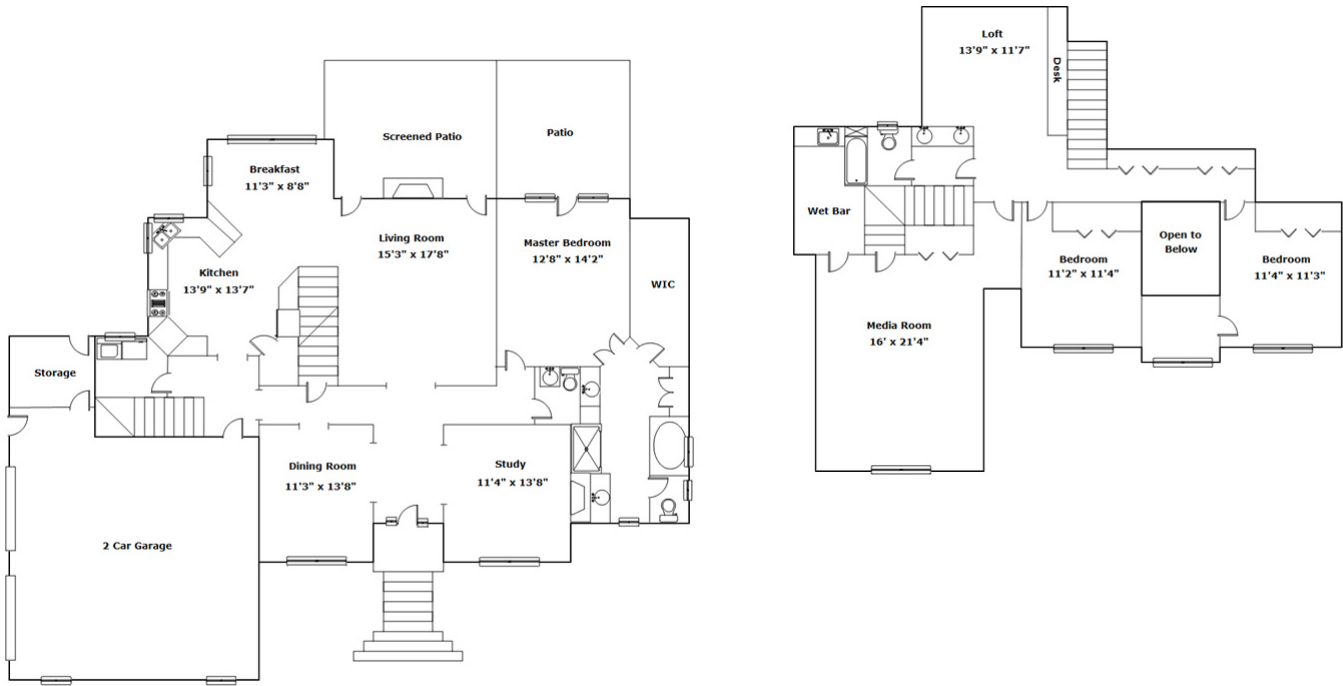 Screened Patio
Patio
Breakfast
11'3" x 8'8"
Living Room
15'3" x 17'8"
Master Bedroom
12'8" x 14'2"
Kitchen
13'9" x 13'7"
WIC
Storage
Dining Room
11'3" x 13'8"
Study
11'4" x 13'8"
2 Car Garage
Loft
13'9" x 11'7"
Desk
Wet Bar
Open to
Below
Bedroom
11'2" x 11'4"
Bedroom
11'4" x 11'3"
Media Room
16' x 21'4"